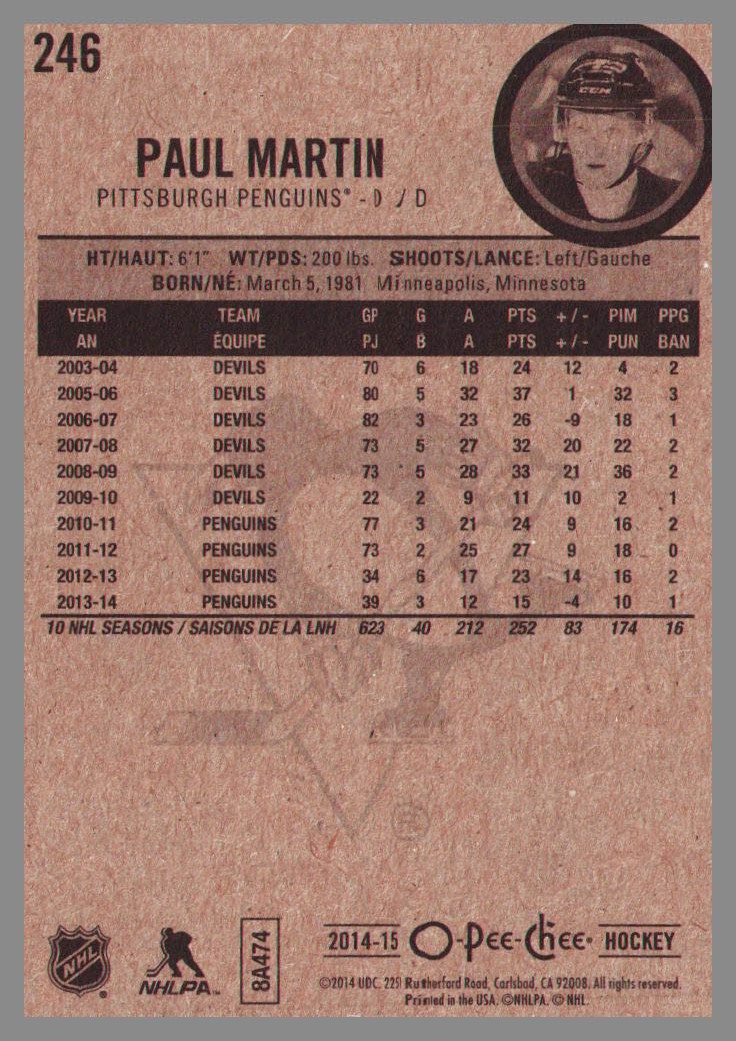 246
CCM
PAUL MARTIN
PITTSBURGH PENGUINS® - D / D
HT/HAUT: 6'1" WT/PDS: 200 lbs. SHOOTS/LANCE: Left/Gauche
BORN/NÉ: March 5, 1981 Minneapolis, Minnesota
YEAR TEAM GP G A PTS +/- PIM PPG
AN ÉQUIPE PJ B A PTS +/- PUN BAN
2003-04 DEVILS 70 6 18 24 12 4 2
2005-06 DEVILS 80 5 32 37 1 32 3
2006-07 DEVILS 82 3 23 26 -9 18 1
2007-08 DEVILS 73 5 27 32 20 22 2
2008-09 DEVILS 73 5 28 33 21 36 2
2009-10 DEVILS 22 2 9 11 10 2 1
2010-11 PENGUINS 77 3 21 24 9 16 2
2011-12 PENGUINS 73 2 25 27 9 18 0
2012-13 PENGUINS 34 6 17 23 14 16 2
2013-14 PENGUINS 39 3 12 15 -4 10 1
10 NHL SEASONS / SAISONS DE LA LNH 623 40 212 252 83 174 16
®
NHL ®
NHLPA™
8A474
2014-15 O-Pee-Chee® HOCKEY
©2014 UDC. 2251 Rutherford Road, Carlsbad, CA 92008. All rights reserved.
Printed in the USA. ©NHLPA. © NHL.